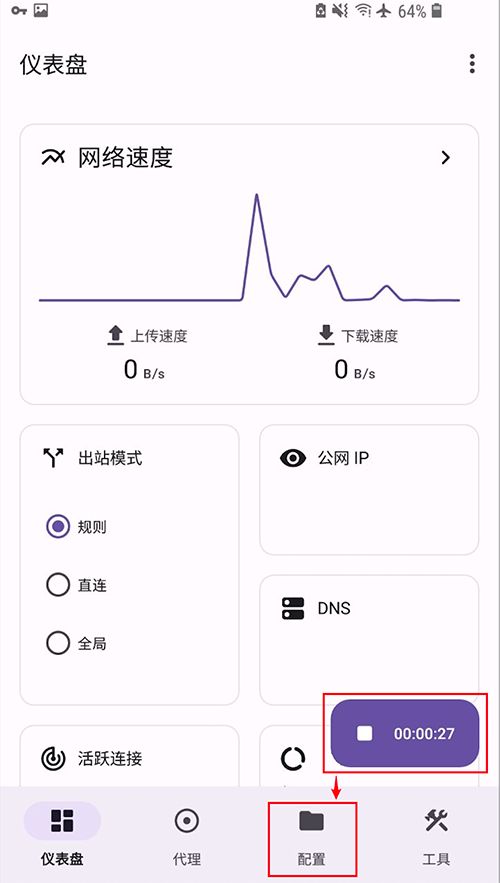 64%
仪表盘
网络速度
上传速度 下载速度
0 B/s 0 B/s
出站模式 公网 IP
规则
直连 DNS
全局
00:00:27
活跃连接
仪表盘 代理 配置 工具